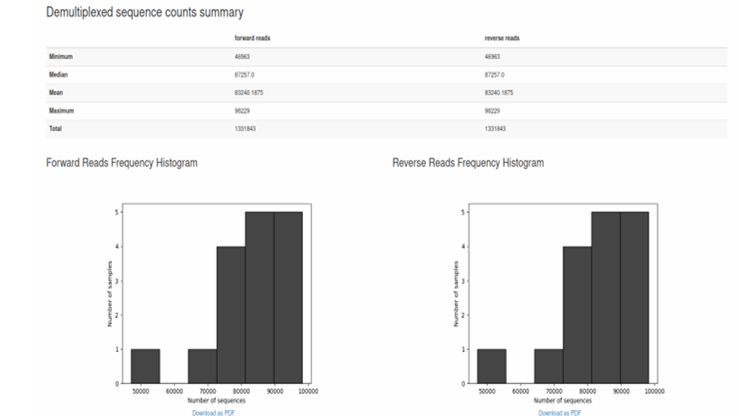 Demultiplexed sequence counts summary
forward reads reverse reads
Minimum 46963 46963
Median 87257.0 87257.0
Mean 83240.1875 83240.1875
Maximum 98229 98229
Total 1331843 1331843
Forward Reads Frequency Histogram Reverse Reads Frequency Histogram
5 5
4 4
3 3
2 2
1 1
0 0
Number of samples Number of samples
50000 60000 70000 80000 90000 100000 50000 60000 70000 80000 90000 100000
Number of sequences Number of sequences
Download as PDF Download as PDF